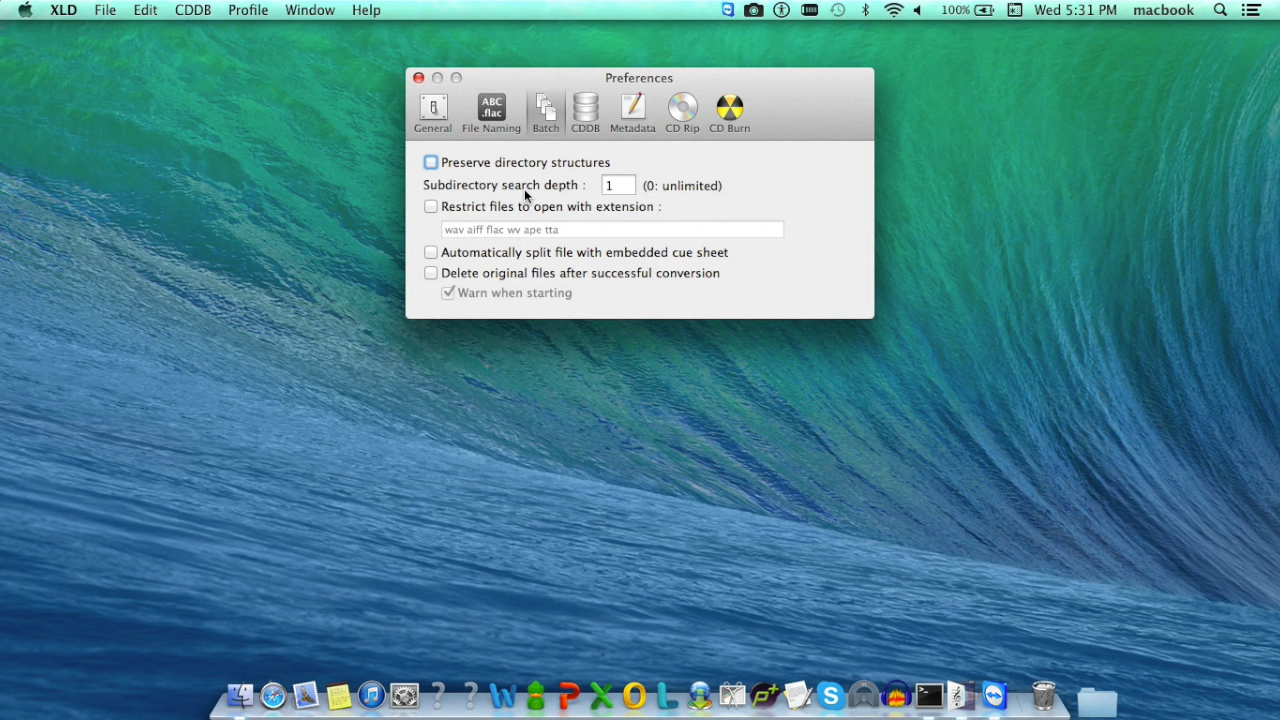 XLD File Edit CDDB Profile Window Help 100% Wed 5:31 PM macbook
Preferences
ABC
.flac
General File Naming Batch CDDB Metadata CD Rip CD Burn
Preserve directory structures
Subdirectory search depth : 1 (0: unlimited)
Restrict files to open with extension :
wav aiff flac wv ape tta
Automatically split file with embedded cue sheet
Delete original files after successful conversion
Warn when starting